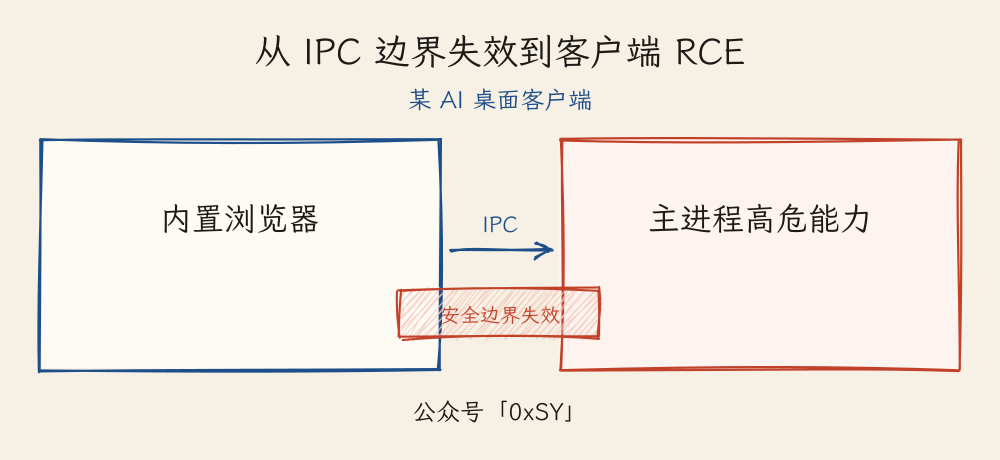 从 IPC 边界失效到客户端 RCE
某 AI 桌面客户端
内置浏览器
IPC
主进程高危能力
安全边界失效
公众号「0xSY」